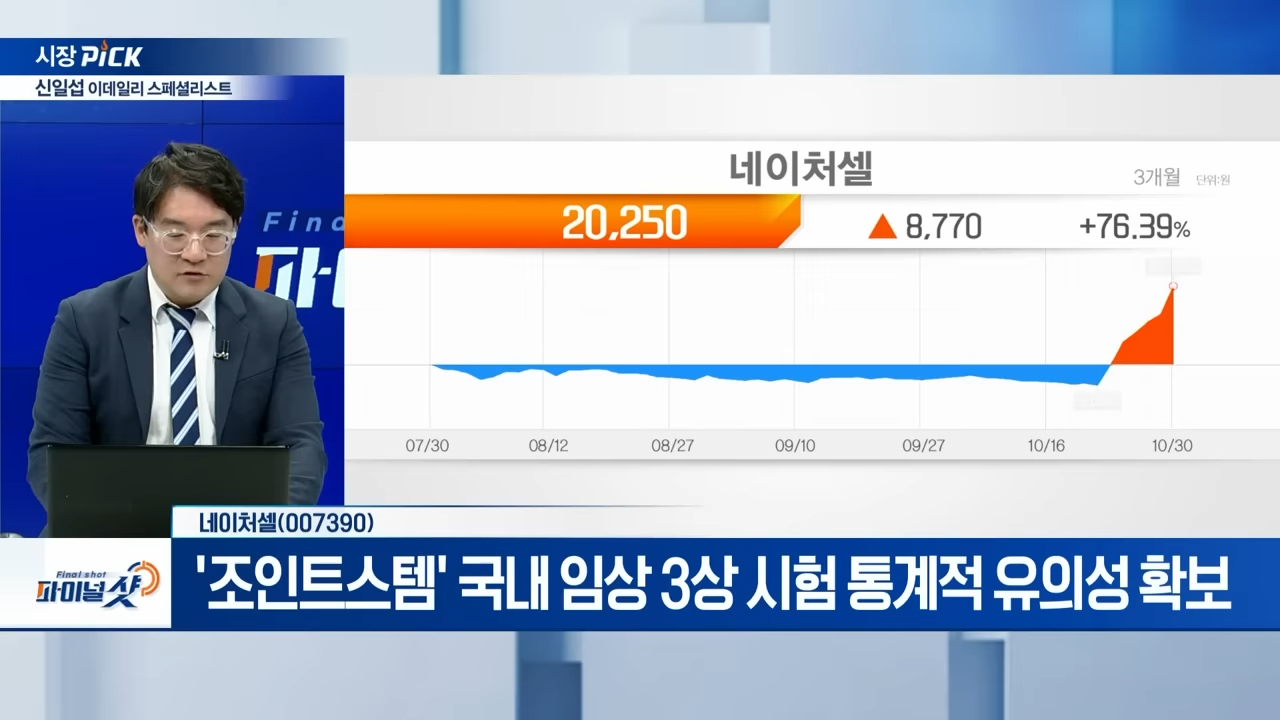 시장 PiCK
신일섭 이데일리 스페셜리스트
Fina
파이
네이처셀
3개월 단위:원
20,250
▲ 8,770
+76.39%
07/30 08/12 08/27 09/10 09/27 10/16 10/30
네이처셀(007390)
Final shot
파이널샷
'조인트스템' 국내 임상 3상 시험 통계적 유의성 확보